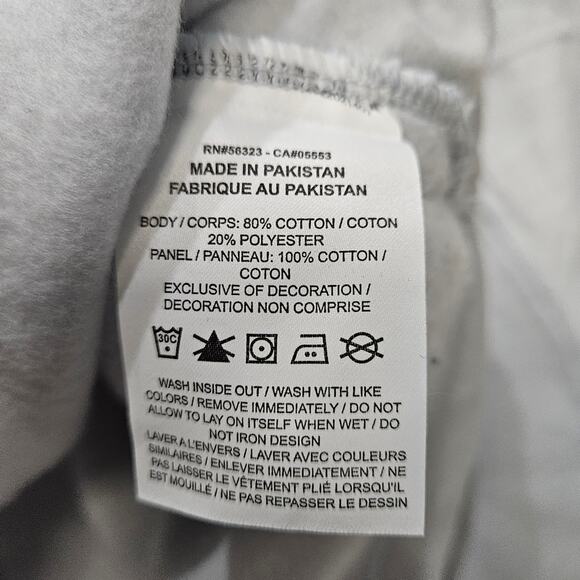 RN#56323 - CA#05553
MADE IN PAKISTAN
FABRIQUE AU PAKISTAN
BODY / CORPS: 80% COTTON / COTON
20% POLYESTER
PANEL / PANNEAU: 100% COTTON /
COTON
EXCLUSIVE OF DECORATION /
DECORATION NON COMPRISE
30C
WASH INSIDE OUT / WASH WITH LIKE
COLORS / REMOVE IMMEDIATELY / DO NOT
ALLOW TO LAY ON ITSELF WHEN WET / DO
NOT IRON DESIGN
LAVER A L'ENVERS / LAVER AVEC COULEURS
SIMILAIRES / ENLEVER IMMEDIATEMENT / NE
PAS LAISSER LE VÊTEMENT PLIÉ LORSQU'IL
EST MOUILLÉ / NE PAS REPASSER LE DESSIN